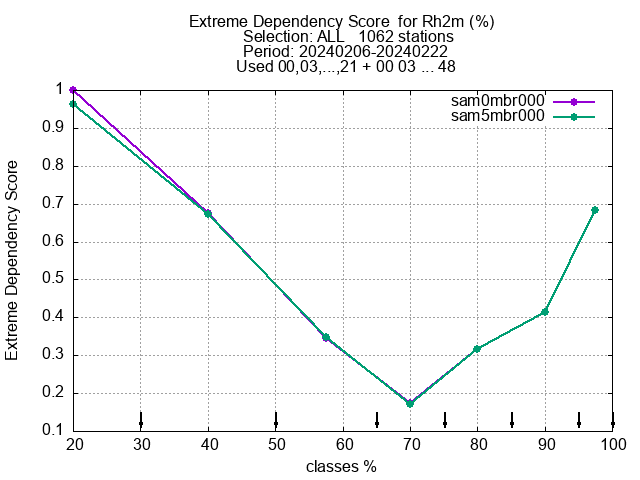 Extreme Dependency Score for Rh2m (%)
Selection: ALL 1062 stations
Period: 20240206-20240222
Used 00,03,...,21 + 00 03 ... 48
sam0mbr000
sam5mbr000
1
0.9
0.8
0.7
0.6
0.5
0.4
0.3
0.2
0.1
Extreme Dependency Score
20 30 40 50 60 70 80 90 100
classes %